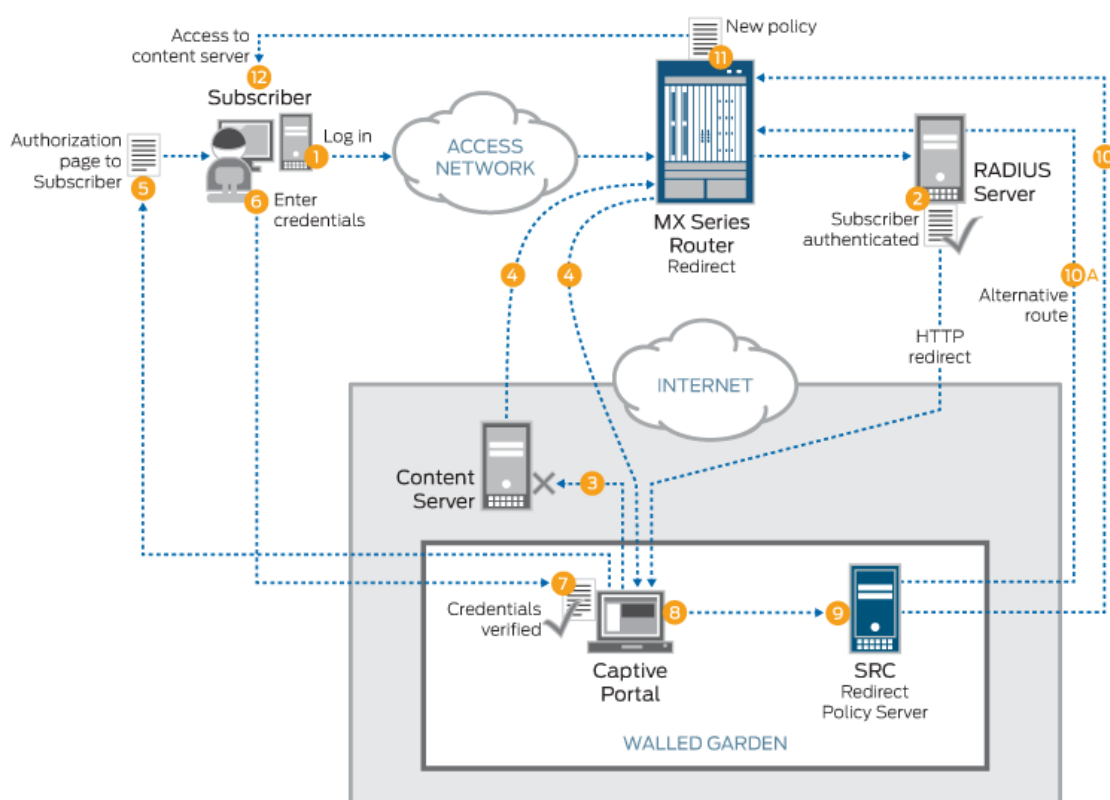 New policy
11
Access to
content server
12
Subscriber
Authorization
page to
Subscriber
5
Log in
1
6
Enter
credentials
ACCESS
NETWORK
MX Series
Router
Redirect
RADIUS
Server
2
Subscriber
authenticated
10
10 A
Alternative
route
4
4
HTTP
redirect
INTERNET
Content
Server
3
7
Credentials
verified
8
Captive
Portal
9
SRC
Redirect
Policy Server
WALLED GARDEN